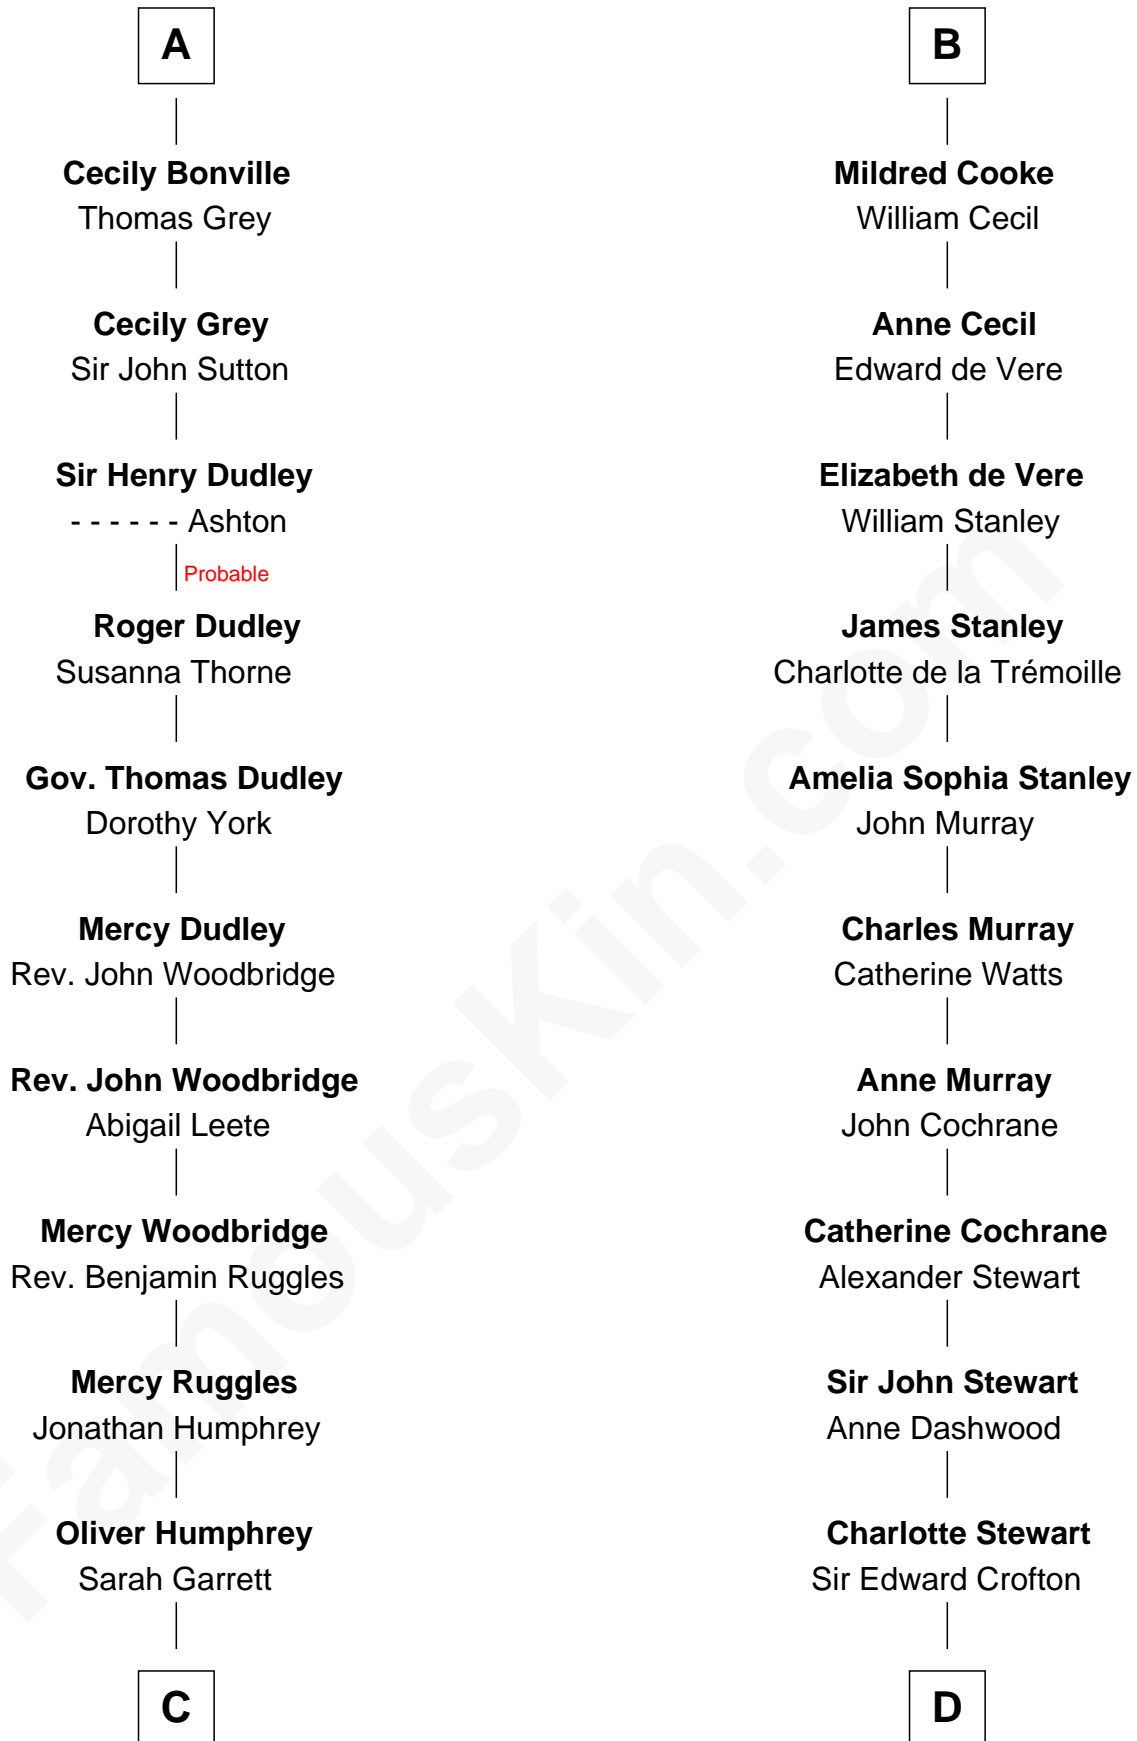 A
Cecily Bonville
Thomas Grey
Cecily Grey
Sir John Sutton
Sir Henry Dudley
- - - - - - Ashton
Probable
Roger Dudley
Susanna Thorne
Gov. Thomas Dudley
Dorothy York
Mercy Dudley
Rev. John Woodbridge
Rev. John Woodbridge
Abigail Leete
Mercy Woodbridge
Rev. Benjamin Ruggles
Mercy Ruggles
Jonathan Humphrey
Oliver Humphrey
Sarah Garrett
C
B
Mildred Cooke
William Cecil
Anne Cecil
Edward de Vere
Elizabeth de Vere
William Stanley
James Stanley
Charlotte de la Trémoille
Amelia Sophia Stanley
John Murray
Charles Murray
Catherine Watts
Anne Murray
John Cochrane
Catherine Cochrane
Alexander Stewart
Sir John Stewart
Anne Dashwood
Charlotte Stewart
Sir Edward Crofton
D
FamousKin.com